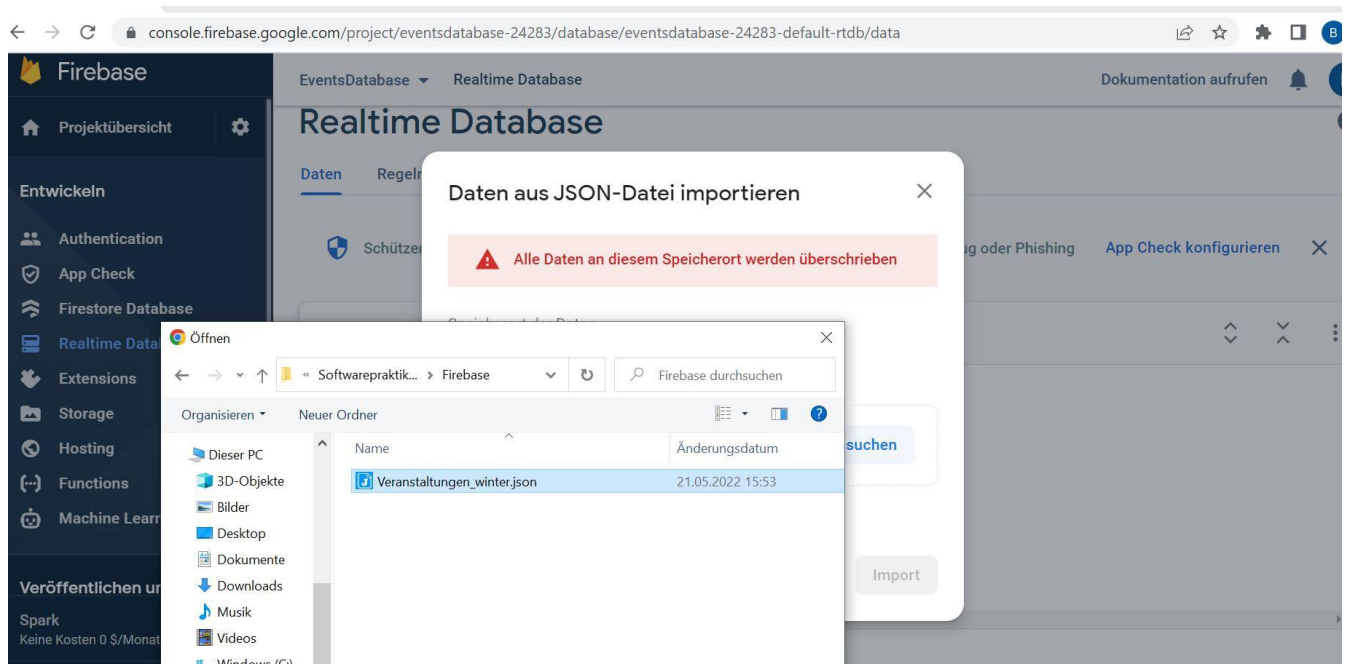 console.firebase.google.com/project/eventsdatabase-24283/database/eventsdatabase-24283-default-rtdb/data
B
Firebase
EventsDatabase
Realtime Database
Dokumentation aufrufen
Projektübersicht
Realtime Database
Daten
Entwickeln
Daten aus JSON-Datei importieren
Authentication
App Check
Firestore Database
Extensions
Storage
Hosting
Functions
Machine
oder Phishing
App Check konfigurieren
Alle Daten an diesem Speicherort werden überschrieben
Öffnen
« Softwarepraktik... > Firebase
Firebase durchsuchen
Organisieren
Neuer Ordner
Name
Änderungsdatum
suchen
Dieser PC
3D-Objekte
Veranstaltungen_winter.json
21.05.2022 15:53
Bilder
Desktop
Dokumente
Downloads
Musik
Videos
Import
Veröffentlichen
Spark
Keine Kosten 0 $/Monat